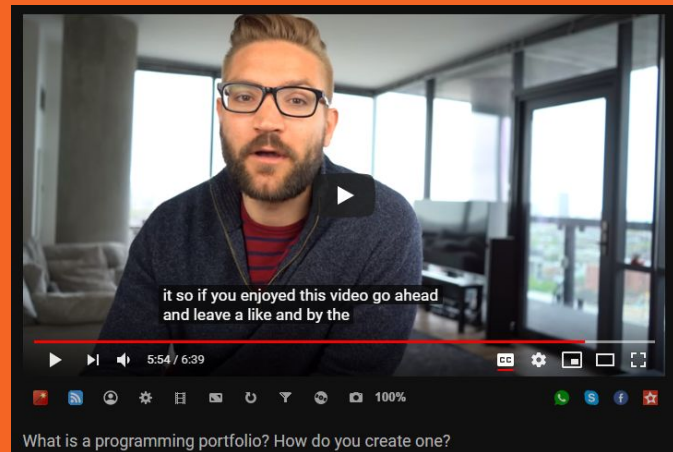 it so if you enjoyed this video go ahead
and leave a like and by the
5:54 / 6:39
CC
100%
What is a programming portfolio? How do you create one?